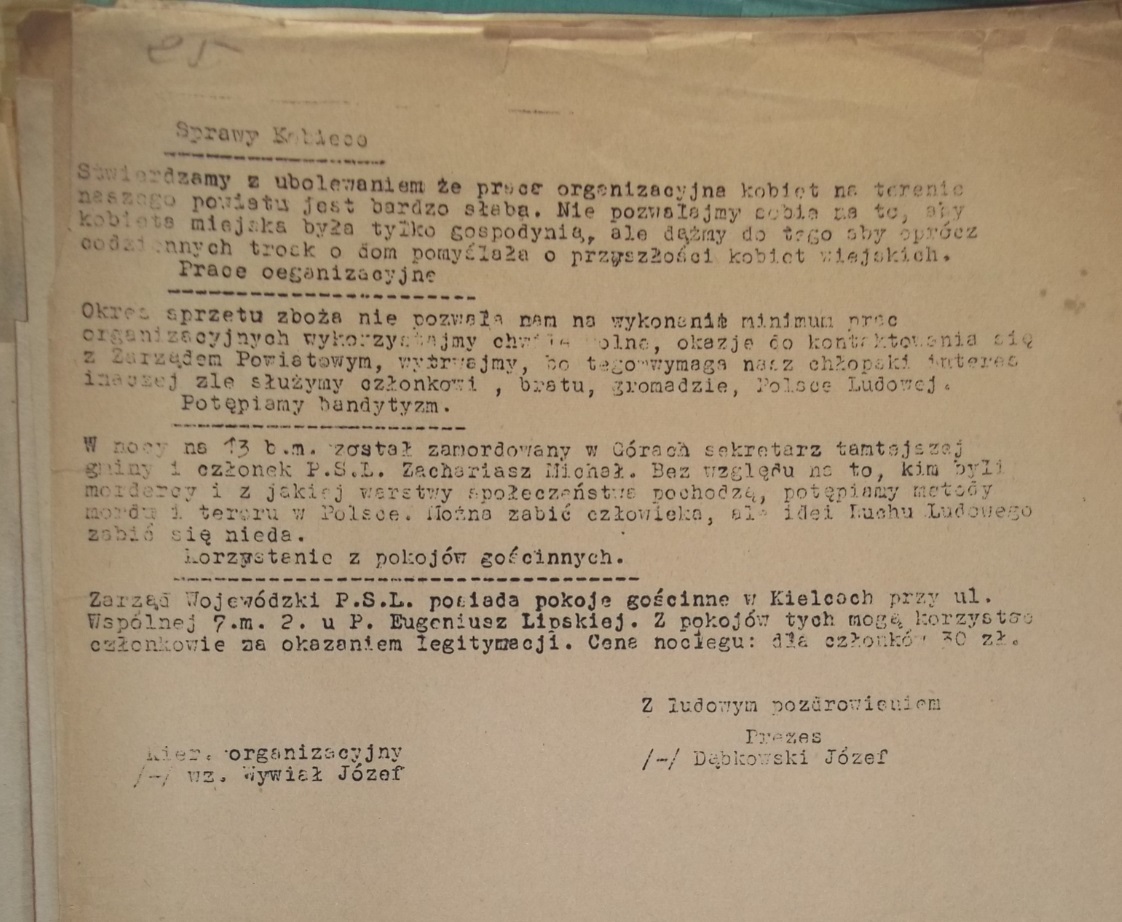 25
Sprawy Kobiece
Stwierdzamy z ubolewaniem że prace organizacyjna kobiet na terenie
naszego powiatu jest bardzo słaba. Nie pozwalajmy sobie na to, aby
kobieta miejska była tylko gospodynią, ale dążmy do tego aby oprócz
codziennych trosk o dom pomyślała o przyszłości kobiet wiejskich.
Prace oeganizacyjne
Okres sprzętu zboża nie pozwala nam na wykonanie minimum prac
organizacyjnych wykorzystajmy chwile wolne, okazje do kontaktowania się
z Zarządem Powiatowym, wytrwajmy, bo tego wymaga nasz chłopski interes
inaczej zle służymy członkowi , bratu, gromadzie, Polsce Ludowej.
Potępiamy bandytyzm.
W nocy na 13 b.m. został zamordowany w Górach sekretarz tamtejszej
gminy i członek P.S.L. Zachariasz Michał. Bez względu na to, kim byli
mordercy i z jakiej warstwy społeczeństwa pochodzą, potępiamy metody
mordu i teroru w Polsce. Można zabić człowieka, ale idei Ruchu Ludowego
zabić się nieda.
Korzystanie z pokojów gościnnych.
Zarząd Wojewódzki P.S.L. posiada pokoje gościnne w Kielcach przy ul.
Wspólnej 7.m. 2. u P. Eugeniusz Lipskiej. Z pokojów tych mogą korzystac
członkowie za okazaniem legitymacji. Cena noclegu: dla członków 30 zł.
Z ludowym pozdrowieniem
Prezes
/-/ Dąbkowski Józef
Kier. organizacyjny
/-/ wz. Wywiał Józef